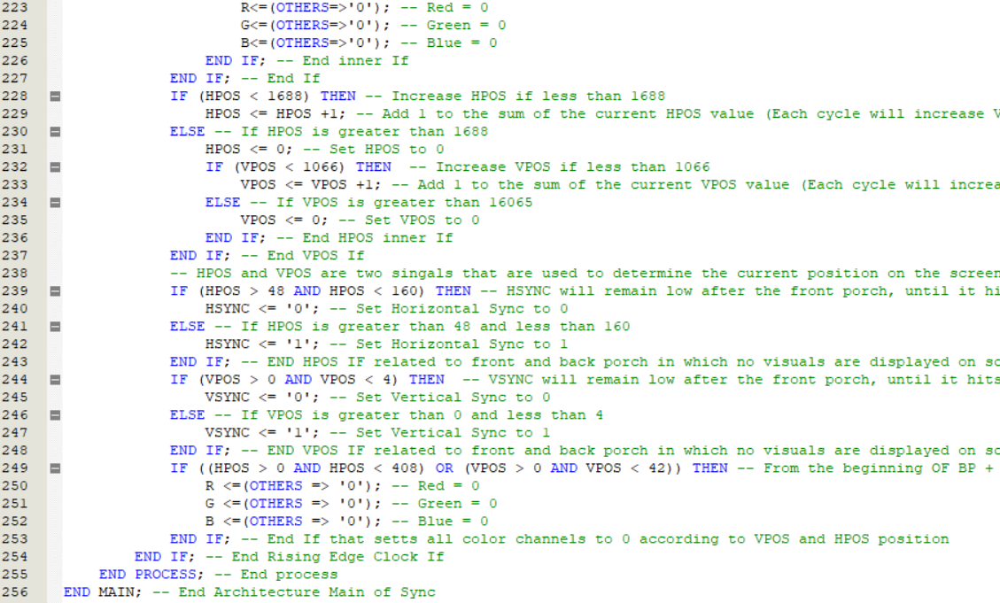 223 R<=(OTHERS=>'0'); -- Red = 0
224 G<=(OTHERS=>'0'); -- Green = 0
225 B<=(OTHERS=>'0'); -- Blue = 0
226 END IF; -- End inner If
227 END IF; -- End If
228 IF (HPOS < 1688) THEN -- Increase HPOS if less than 1688
229 HPOS <= HPOS +1; -- Add 1 to the sum of the current HPOS value (Each cycle will increase
230 ELSE -- If HPOS is greater than 1688
231 HPOS <= 0; -- Set HPOS to 0
232 IF (VPOS < 1066) THEN -- Increase VPOS if less than 1066
233 VPOS <= VPOS +1; -- Add 1 to the sum of the current VPOS value (Each cycle will increa
234 ELSE -- If VPOS is greater than 16065
235 VPOS <= 0; -- Set VPOS to 0
236 END IF; -- End HPOS inner If
237 END IF; -- End VPOS If
238 -- HPOS and VPOS are two singals that are used to determine the current position on the screen
239 IF (HPOS > 48 AND HPOS < 160) THEN -- HSYNC will remain low after the front porch, until it hi
240 HSYNC <= '0'; -- Set Horizontal Sync to 0
241 ELSE -- If HPOS is greater than 48 and less than 160
242 HSYNC <= '1'; -- Set Horizontal Sync to 1
243 END IF; -- END HPOS IF related to front and back porch in which no visuals are displayed on sc
244 IF (VPOS > 0 AND VPOS < 4) THEN -- VSYNC will remain low after the front porch, until it hits
245 VSYNC <= '0'; -- Set Vertical Sync to 0
246 ELSE -- If VPOS is greater than 0 and less than 4
247 VSYNC <= '1'; -- Set Vertical Sync to 1
248 END IF; -- END VPOS IF related to front and back porch in which no visuals are displayed on sc
249 IF ((HPOS > 0 AND HPOS < 408) OR (VPOS > 0 AND VPOS < 42)) THEN -- From the beginning OF BP +
250 R <=(OTHERS => '0'); -- Red = 0
251 G <=(OTHERS => '0'); -- Green = 0
252 B <=(OTHERS => '0'); -- Blue = 0
253 END IF; -- End If that setts all color channels to 0 according to VPOS and HPOS position
254 END IF; -- End Rising Edge Clock If
255 END PROCESS; -- End process
256 END MAIN; -- End Architecture Main of Sync